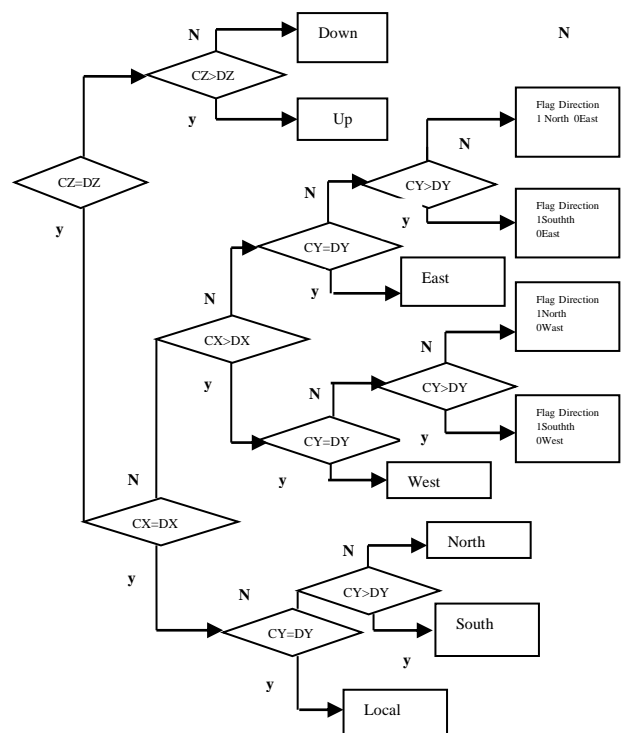 N
Down
N
CZ>DZ
y
Up
Flag Direction
1 North 0East
N
CY>DY
y
Flag Direction
1Southth
0East
CZ=DZ
y
N
CY=DY
y
East
N
CX>DX
y
Flag Direction
1North
0Wast
N
CY>DY
y
Flag Direction
1Southth
0West
N
CY=DY
y
West
N
CX=DX
y
North
N
CY>DY
y
South
N
CY=DY
y
Local